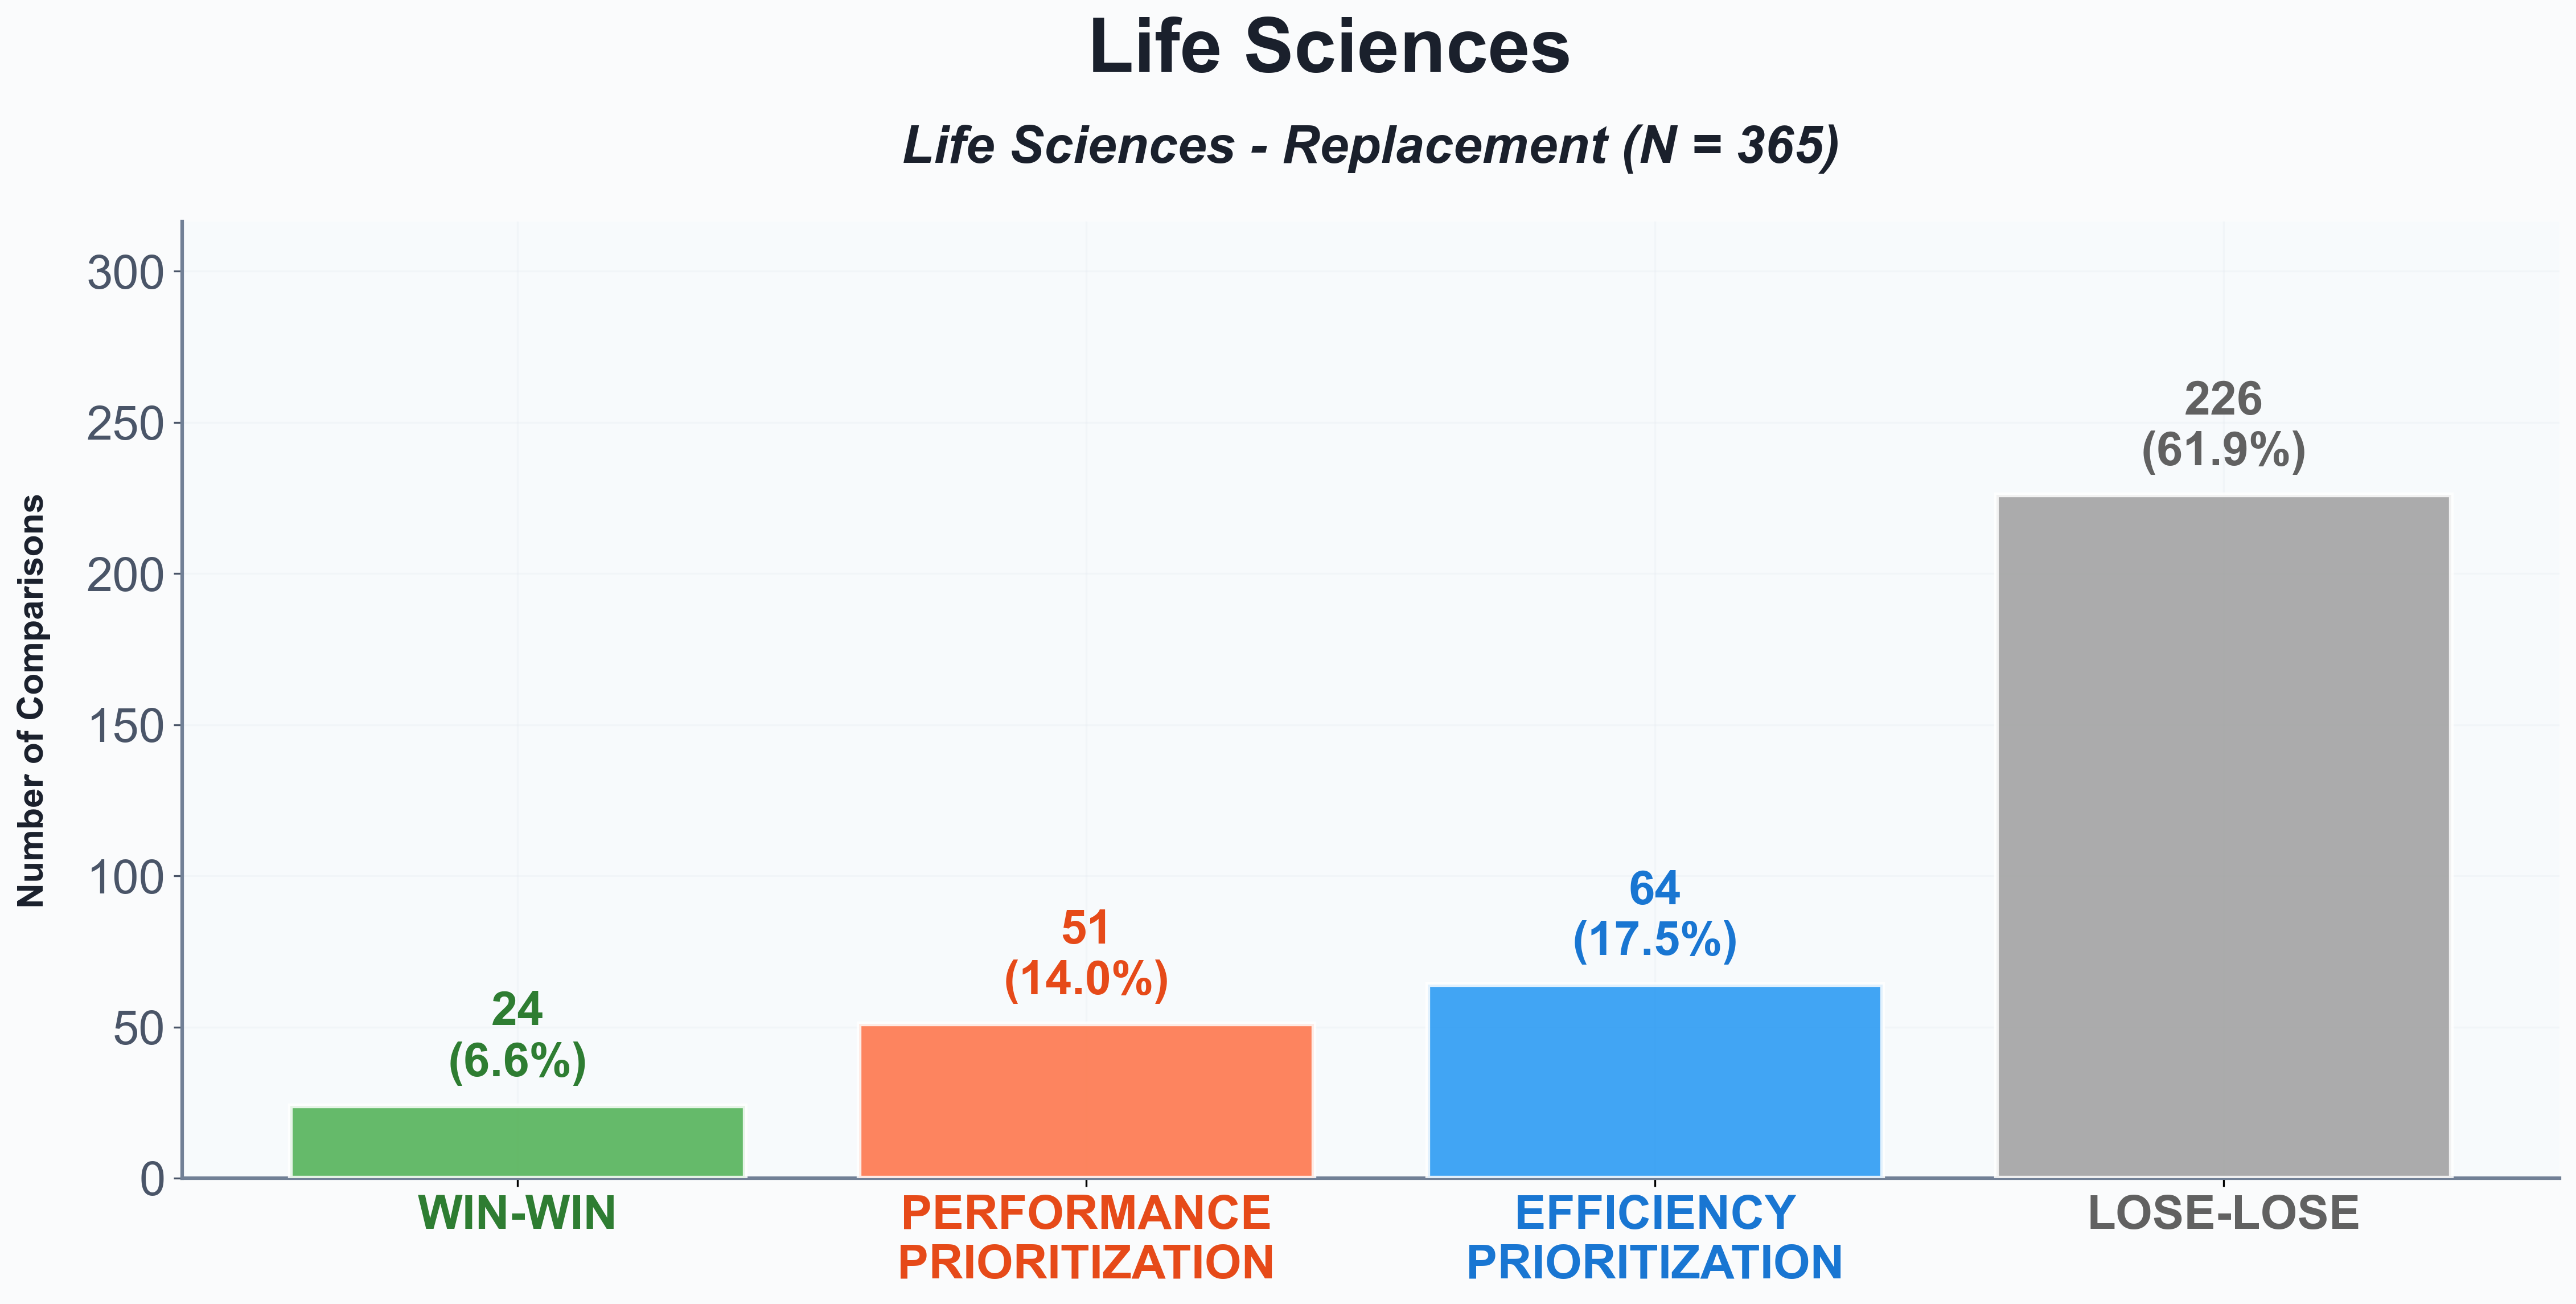 Life Sciences
Life Sciences - Replacement (N = 365)
Number of Comparisons
300
250
200
150
100
50
0
24
(6.6%)
51
(14.0%)
64
(17.5%)
226
(61.9%)
WIN-WIN
PERFORMANCE
PRIORITIZATION
EFFICIENCY
PRIORITIZATION
LOSE-LOSE